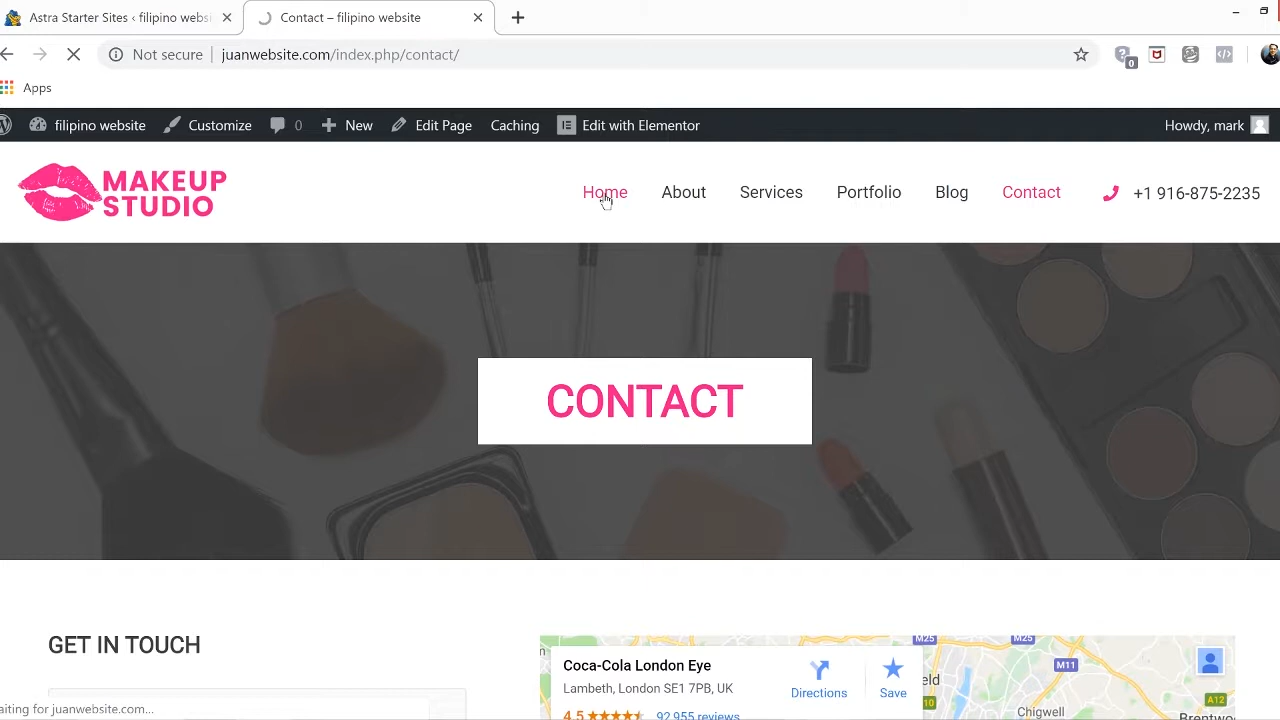 Astra Starter Sites ‹ filipino webs
Contact – filipino website
Not secure
juanwebsite.com/index.php/contact/
0
Apps
filipino website
Customize
0
New
Edit Page
Caching
Edit with Elementor
Howdy, mark
MAKEUP
STUDIO
Home
About
Services
Portfolio
Blog
Contact
+1 916-875-2235
CONTACT
GET IN TOUCH
Coca-Cola London Eye
Lambeth, London SE1 7PB, UK
4.5
92,955 reviews
Directions
Save
M25
M25
M11
A12
Chigwell
Brentwoo
aiting for juanwebsite.com...